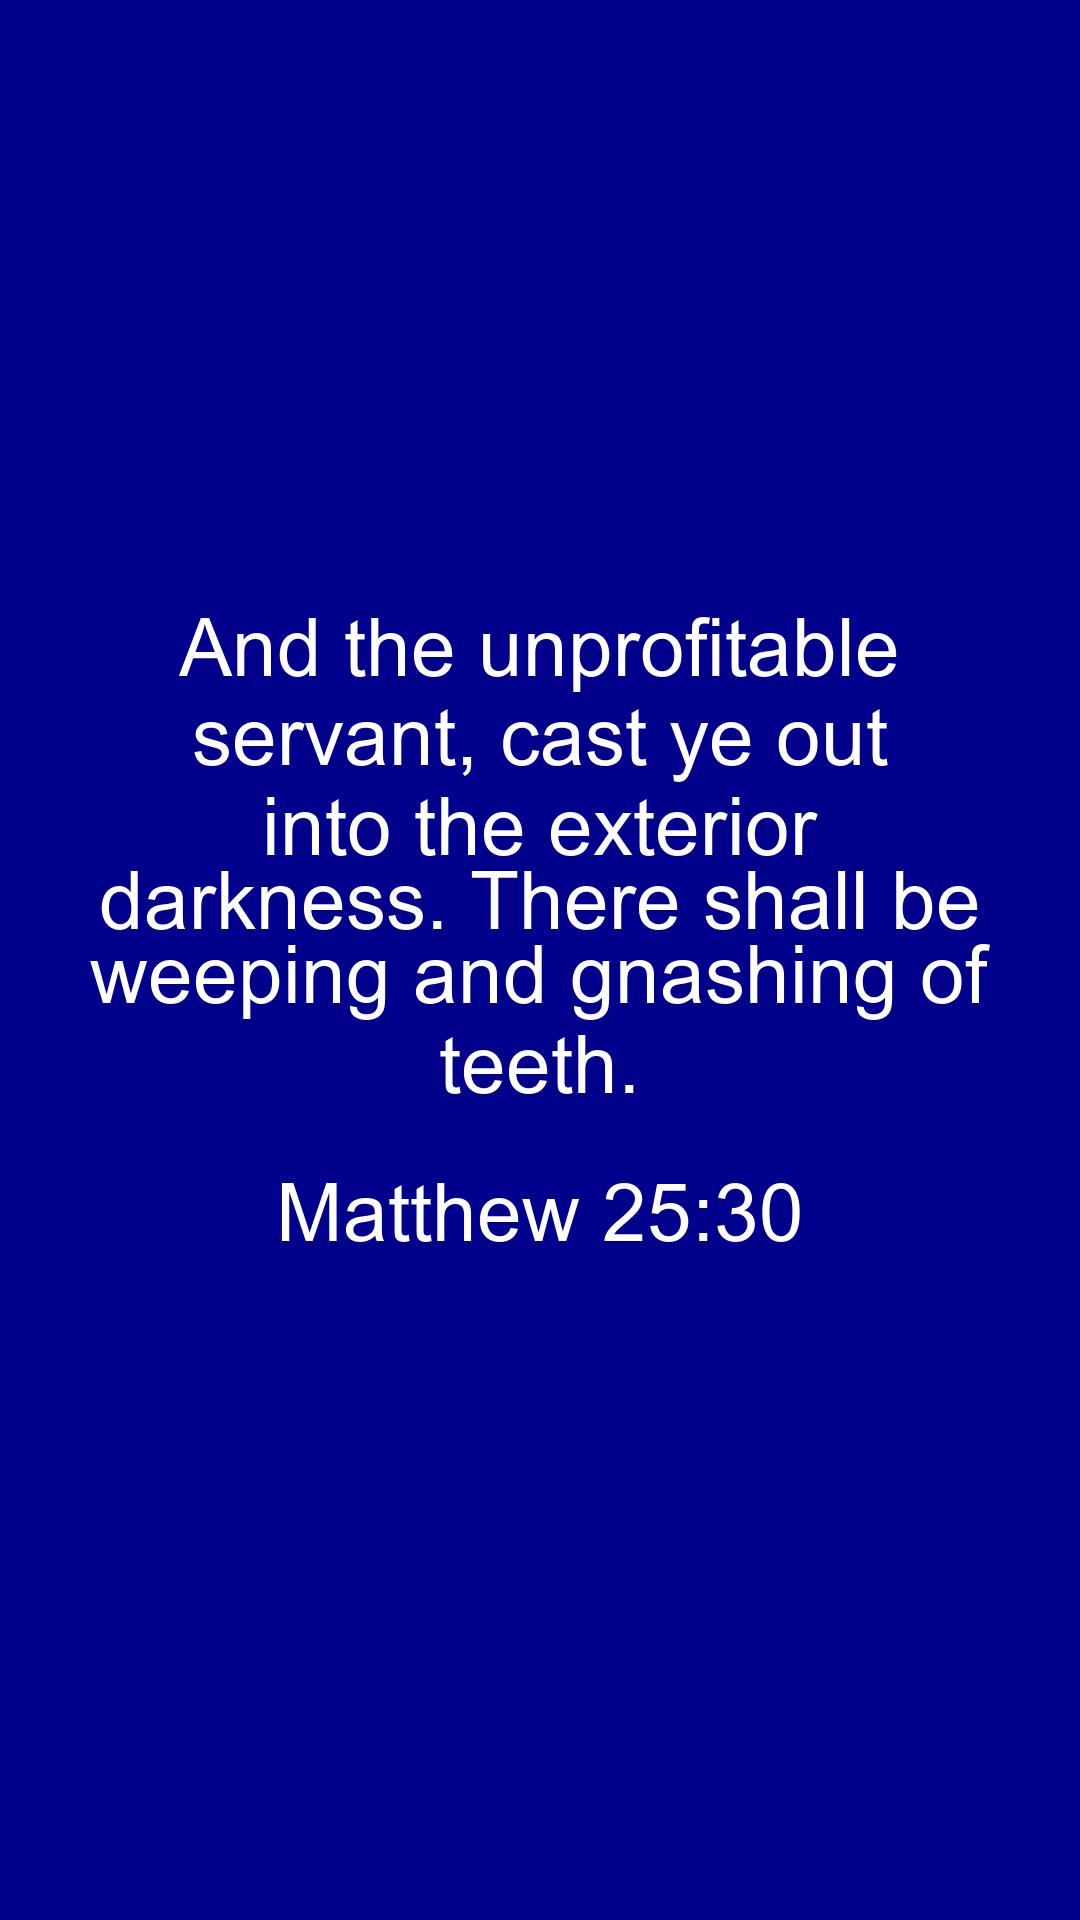 And the unprofitable
servant, cast ye out
into the exterior
darkness. There shall be
weeping and gnashing of
teeth.
Matthew 25:30